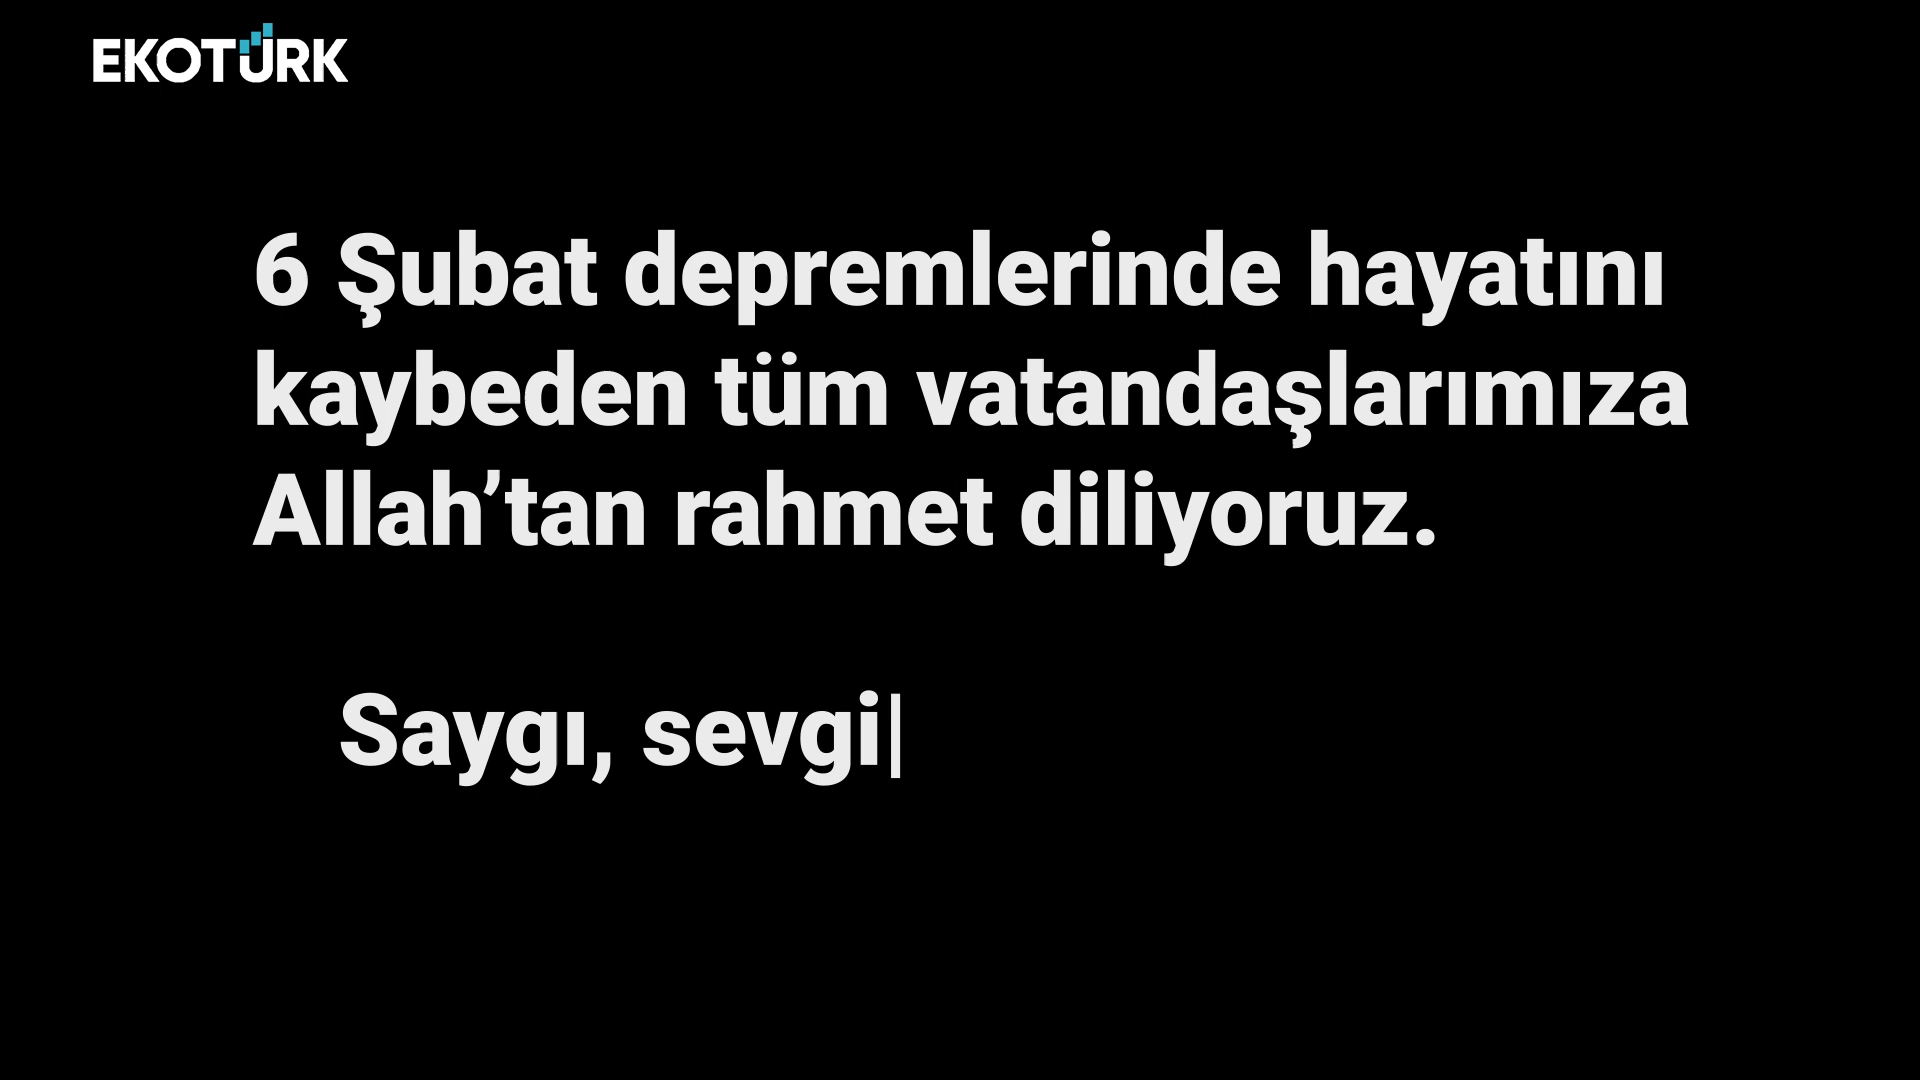 EKOTÜRK
6 Şubat depremlerinde hayatını
kaybeden tüm vatandaşlarımıza
Allah’tan rahmet diliyoruz.
Saygı, sevgi|